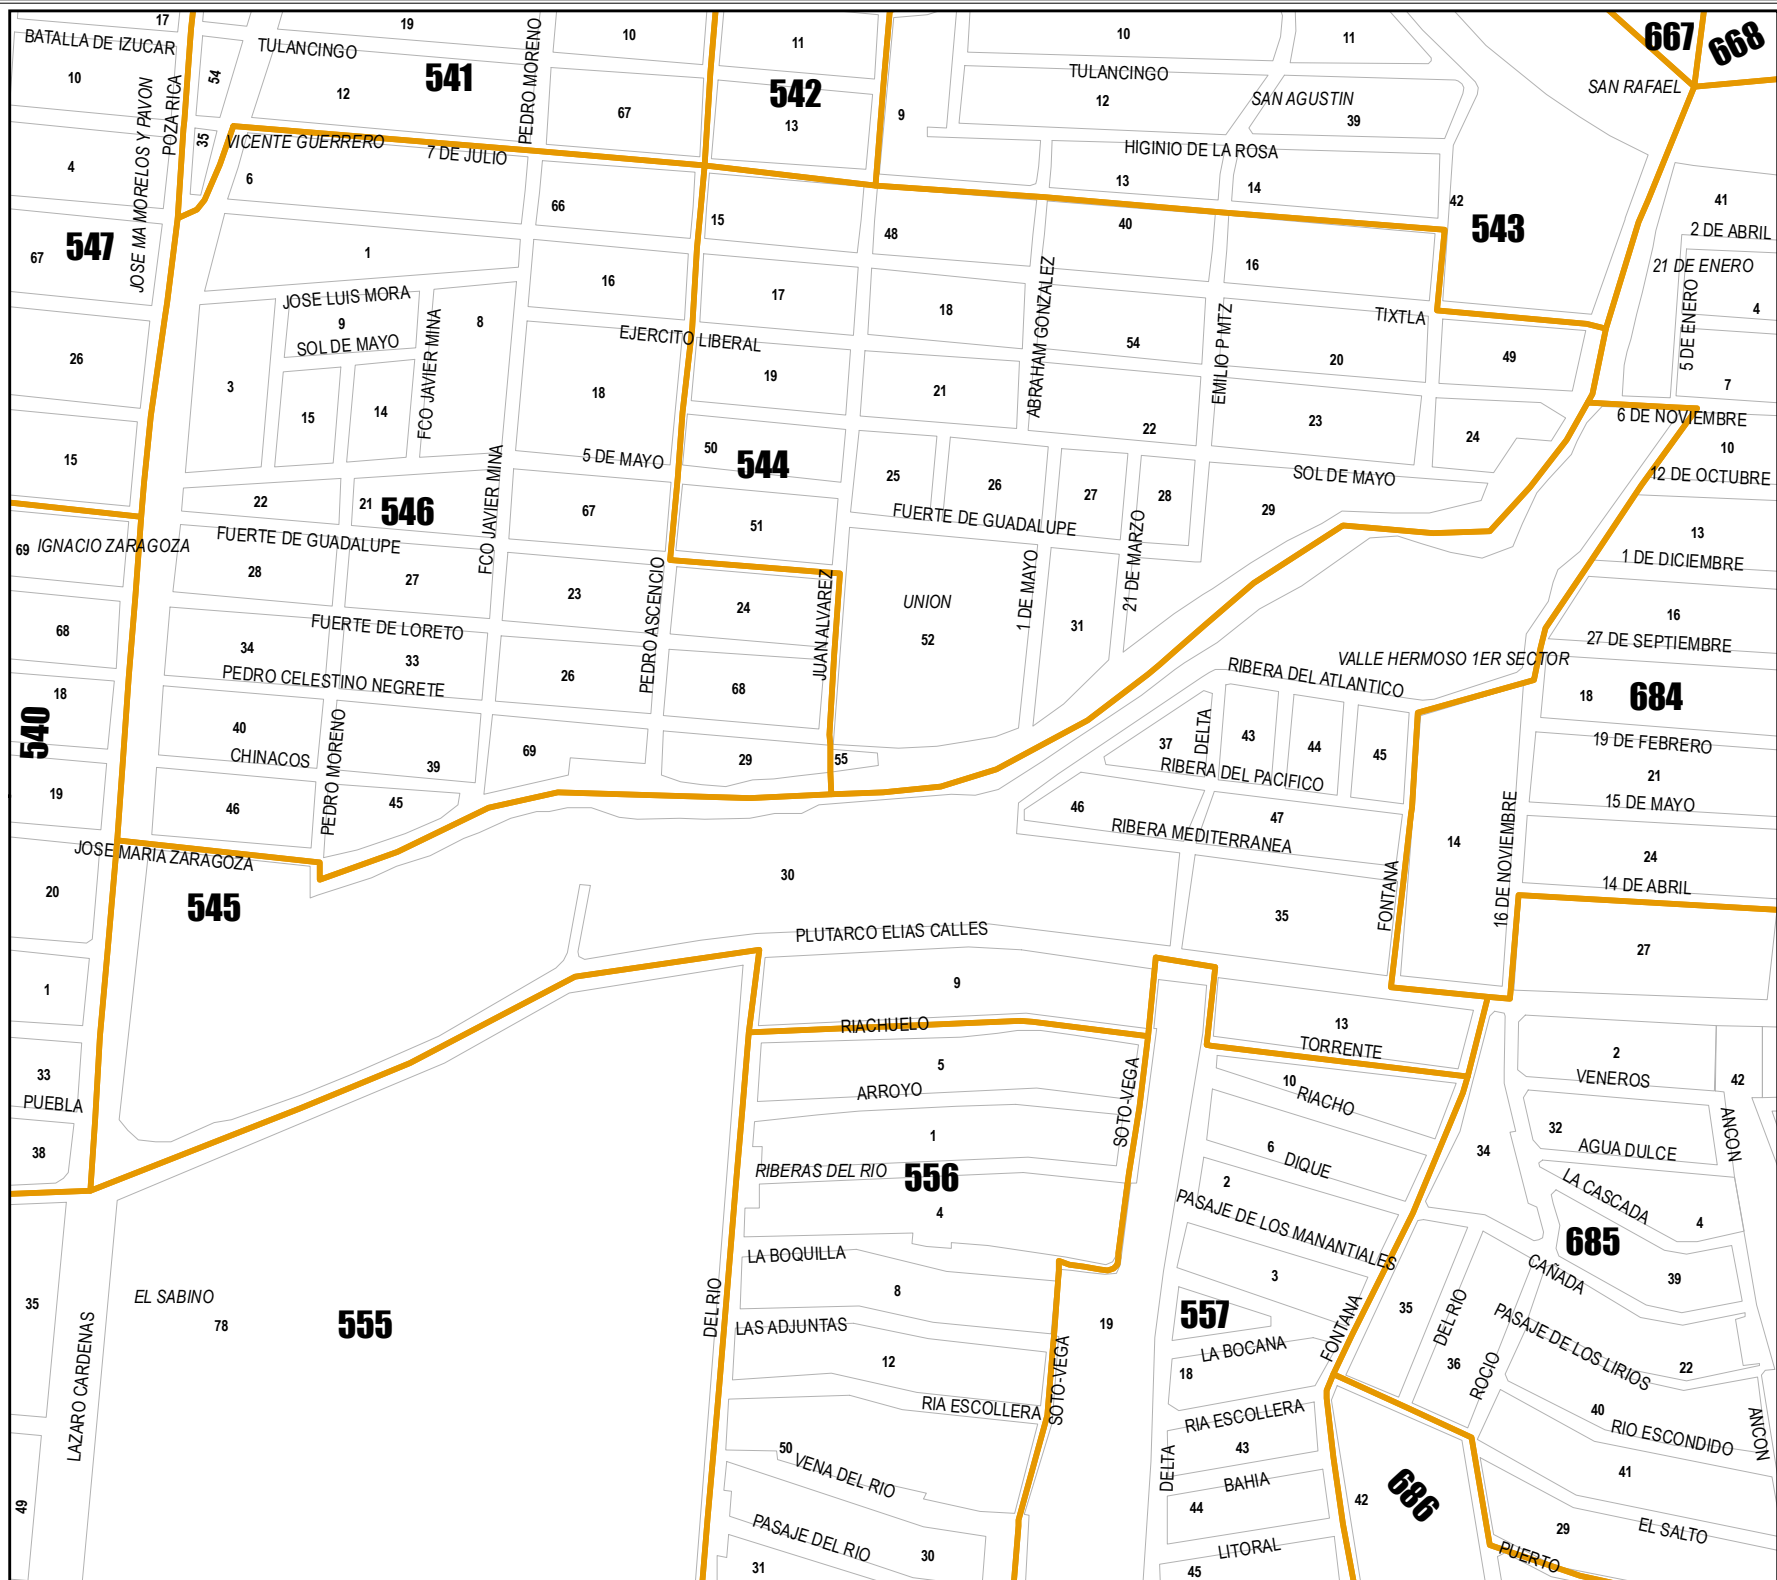 17
19
10
11
10
11
667
668
BATALLA DE IZUCAR
TULANCINGO
541
PEDRO MORENO
542
TULANCINGO
SAN RAFAEL
10
54
12
67
13
9
12
SAN AGUSTIN
39
JOSE MA MORELOS Y PAVON
POZA RICA
35
VICENTE GUERRERO
7 DE JULIO
HIGINIO DE LA ROSA
4
6
66
15
13
14
42
41
547
67
1
48
40
543
2 DE ABRIL
16
17
16
21 DE ENERO
JOSE LUIS MORA
9
8
18
ABRAHAM GONZALEZ
TIXTLA
5 DE ENERO
4
SOL DE MAYO
FCO JAVIER MINA
EJERCITO LIBERAL
54
EMILIO P MTZ
20
49
26
3
15
14
18
19
21
7
22
23
24
6 DE NOVIEMBRE
15
5 DE MAYO
50
544
10
12 DE OCTUBRE
22
21
546
FCO JAVIER MINA
67
51
25
26
27
28
29
SOL DE MAYO
69
IGNACIO ZARAGOZA
FUERTE DE GUADALUPE
FUERTE DE GUADALUPE
13
1 DE DICIEMBRE
28
27
23
PEDRO ASCENCIO
24
JUAN ALVAREZ
UNION
52
1 DE MAYO
21 DE MARZO
31
16
27 DE SEPTIEMBRE
68
34
FUERTE DE LORETO
33
26
68
VALLE HERMOSO 1ER SECTOR
RIBERA DEL ATLANTICO
18
PEDRO CELESTINO NEGRETE
18
684
540
40
CHINACOS
PEDRO MORENO
39
69
29
55
37
DELTA
43
44
45
19 DE FEBRERO
RIBERA DEL PACIFICO
21
15 DE MAYO
19
46
45
46
47
RIBERA MEDITERRANEA
14
16 DE NOVIEMBRE
JOSE MARIA ZARAGOZA
20
545
30
35
FONTANA
24
14 DE ABRIL
PLUTARCO ELIAS CALLES
27
1
9
RIACHUELO
13
TORRENTE
33
PUEBLA
5
ARROYO
SOTO-VEGA
10
RIACHO
2
VENEROS
42
ANCON
38
1
RIBERAS DEL RIO
556
6
DIQUE
34
32
AGUA DULCE
4
2
PASAJE DE LOS MANANTIALES
LA CASCADA
4
685
LA BOQUILLA
3
CAÑADA
39
35
EL SABINO
78
555
LAZARO CARDENAS
DEL RIO
8
LAS ADJUNTAS
19
557
LA BOCANA
FONTANA
35
DEL RIO
PASAJE DE LOS LIRIOS
12
SOTO-VEGA
18
36
ROCIO
22
RIA ESCOLLERA
RIA ESCOLLERA
40
RIO ESCONDIDO
ANCON
50
VENA DEL RIO
DELTA
43
BAHIA
41
49
44
42
686
PASAJE DEL RIO
30
LITORAL
29
EL SALTO
31
45
PUERTO